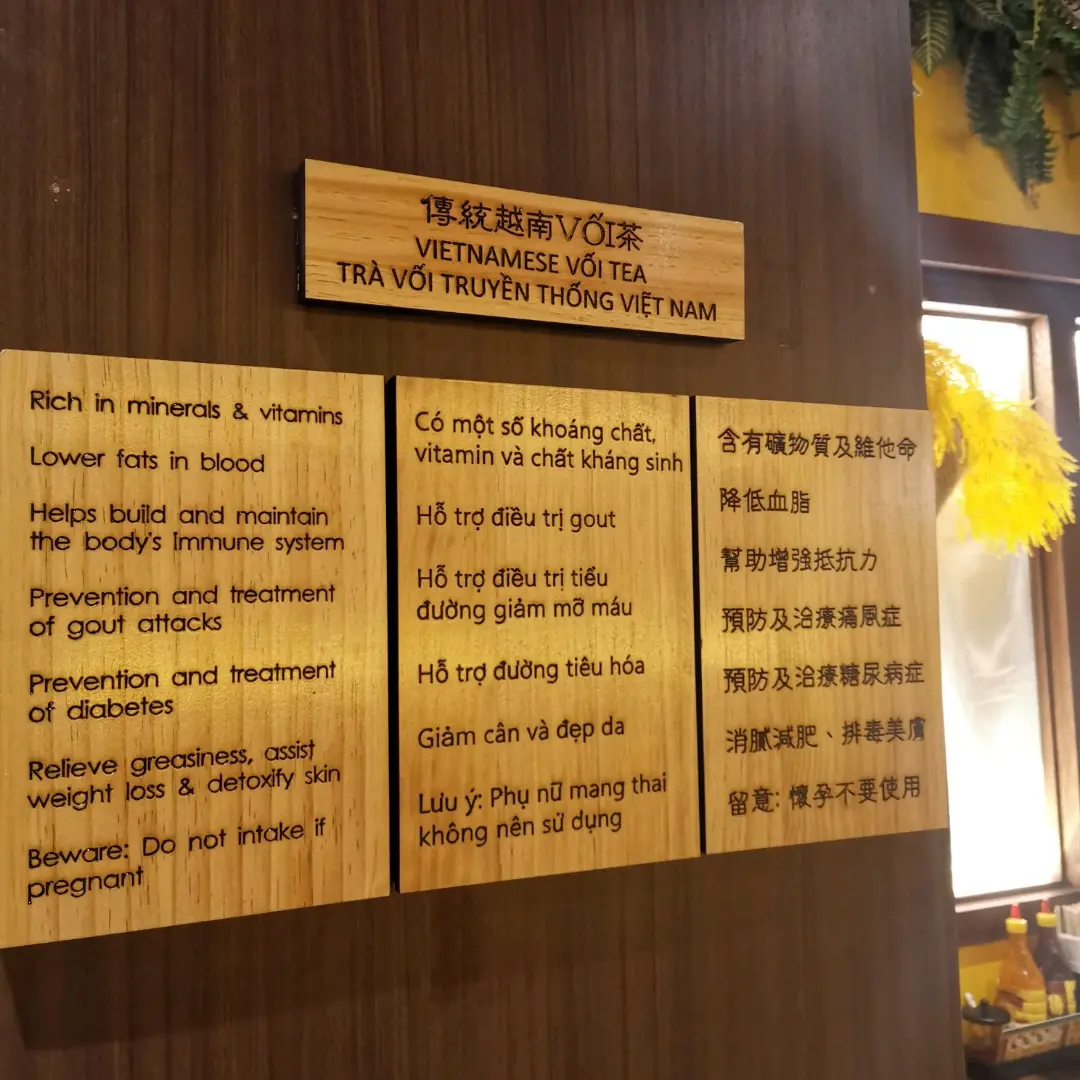 傳統越南VỐI茶
VIETNAMESE VỐI TEA
TRÀ VỐI TRUYỀN THỐNG VIỆT NAM
Rich in minerals & vitamins
Lower fats in blood
Helps build and maintain
the body's Immune system
Prevention and treatment
of gout attacks
Prevention and treatment
of diabetes
Relieve greasiness, assist
weight loss & detoxify skin
Beware: Do not intake if
pregnant
Có một số khoáng chất,
vitamin và chất kháng sinh
Hỗ trợ điều trị gout
Hỗ trợ điều trị tiểu
đường giảm mỡ máu
Hỗ trợ đường tiêu hóa
Giảm cân và đẹp da
Lưu ý: Phụ nữ mang thai
không nên sử dụng
含有礦物質及維他命
降低血脂
幫助增強抵抗力
預防及治療痛風症
預防及治療糖尿病症
消膩減肥、排毒美膚
留意: 懷孕不要使用